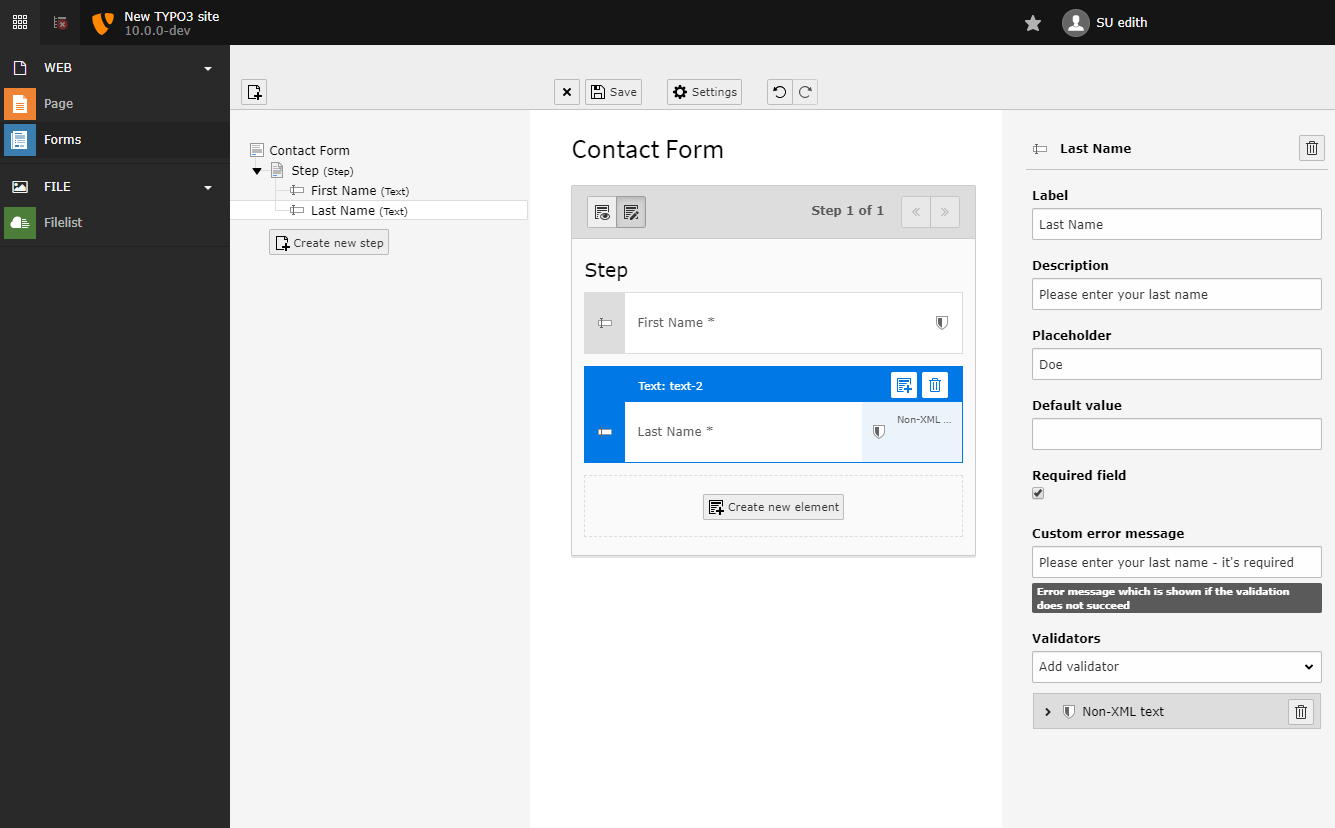 New TYPO3 site
10.0.0-dev
SU edith
WEB
Page
Forms
FILE
Filelist
Save
Settings
Contact Form
Step (Step)
First Name (Text)
Last Name (Text)
Create new step
Contact Form
Step 1 of 1
«
»
Step
First Name *
Text: text-2
Last Name *
Non-XML ...
Create new element
Last Name
Label
Last Name
Description
Please enter your last name
Placeholder
Doe
Default value
Required field
Custom error message
Please enter your last name - it's required
Error message which is shown if the validation
does not succeed
Validators
Add validator
Non-XML text